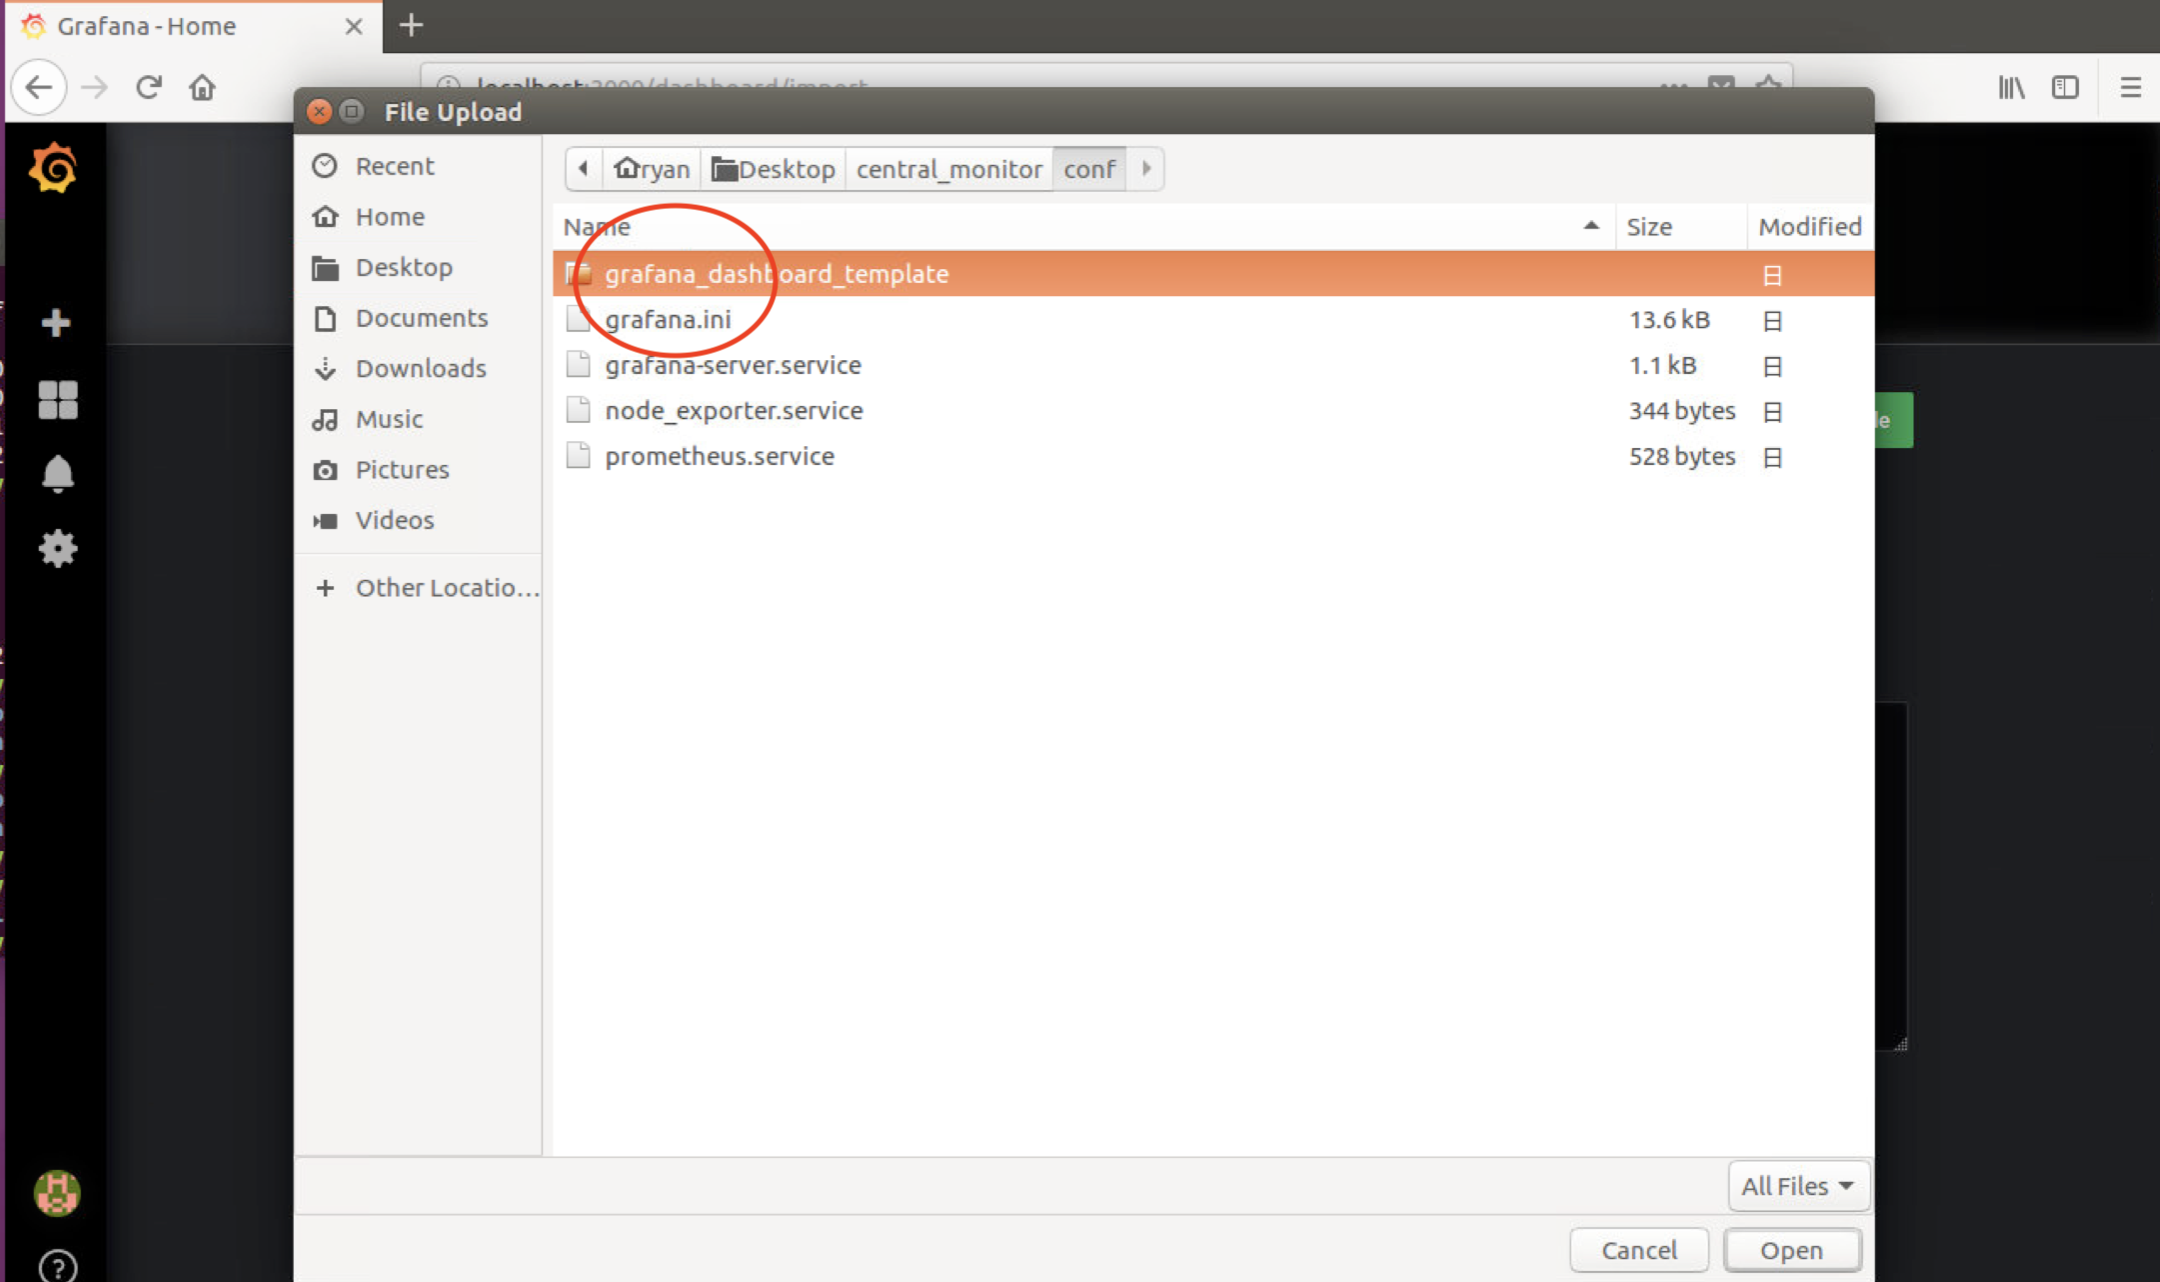 Grafana - Home
localhost:3000/dashboard/import
File Upload
Recent
Home
Desktop
Documents
Downloads
Music
Pictures
Videos
Other Locatio...
ryan Desktop central_monitor conf
Name Size Modified
grafana_dashboard_template 日
grafana.ini 13.6 kB 日
grafana-server.service 1.1 kB 日
node_exporter.service 344 bytes 日
prometheus.service 528 bytes 日
le
All Files
Cancel Open